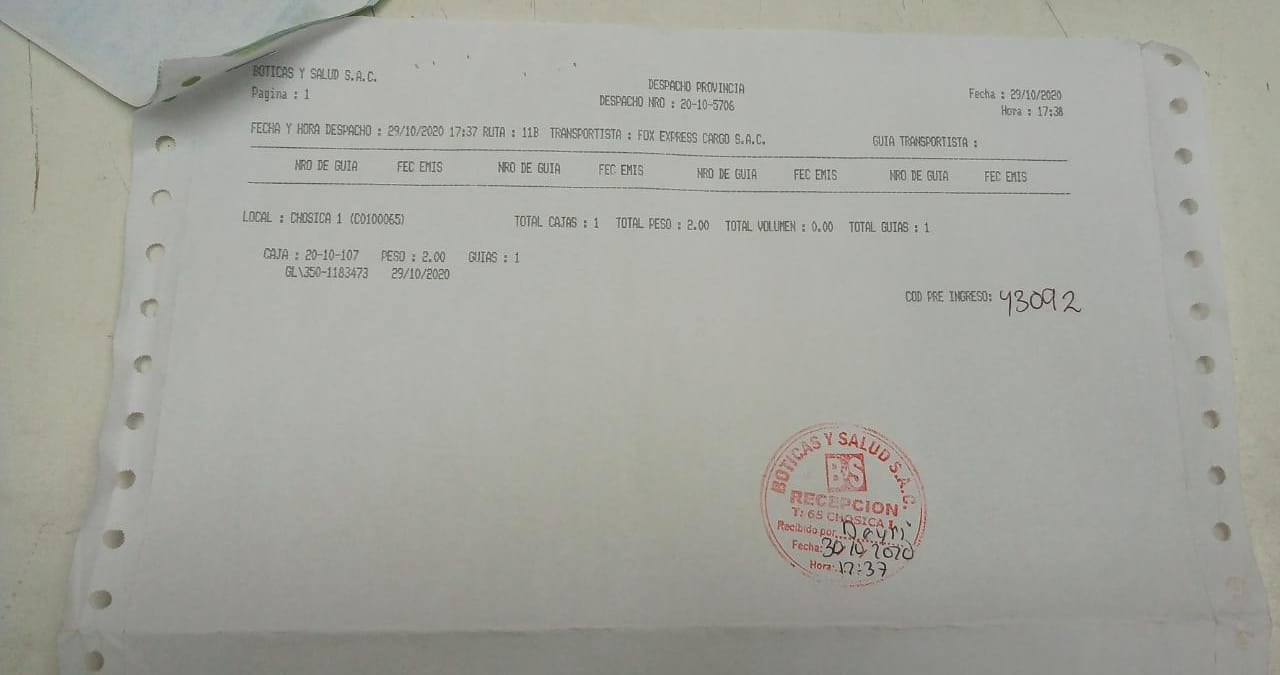 BOTICAS Y SALUD S.A.C.
Pagina : 1
DESPACHO PROVINCIA
DESPACHO NRO : 20-10-5706
Fecha : 29/10/2020
Hora : 17:38
FECHA Y HORA DESPACHO : 29/10/2020 17:37 RUTA : 11B TRANSPORTISTA : FOX EXPRESS CARGO S.A.C. GUIA TRANSPORTISTA :
NRO DE GUIA FEC EMIS NRO DE GUIA FEC EMIS NRO DE GUIA FEC EMIS NRO DE GUIA FEC EMIS
LOCAL : CHOSICA 1 (CO100065) TOTAL CAJAS : 1 TOTAL PESO : 2.00 TOTAL VOLUMEN : 0.00 TOTAL GUIAS : 1
CAJA : 20-10-107 PESO : 2.00 GUIAS : 1
GL\350-1183473 29/10/2020
COD PRE INGRESO: 43092
BOTICAS Y SALUD S.A.C.
BS
RECEPCION
T: 65 CHOSICA I
Recibido por
Fecha: 30/10/2020
Hora: 12:37